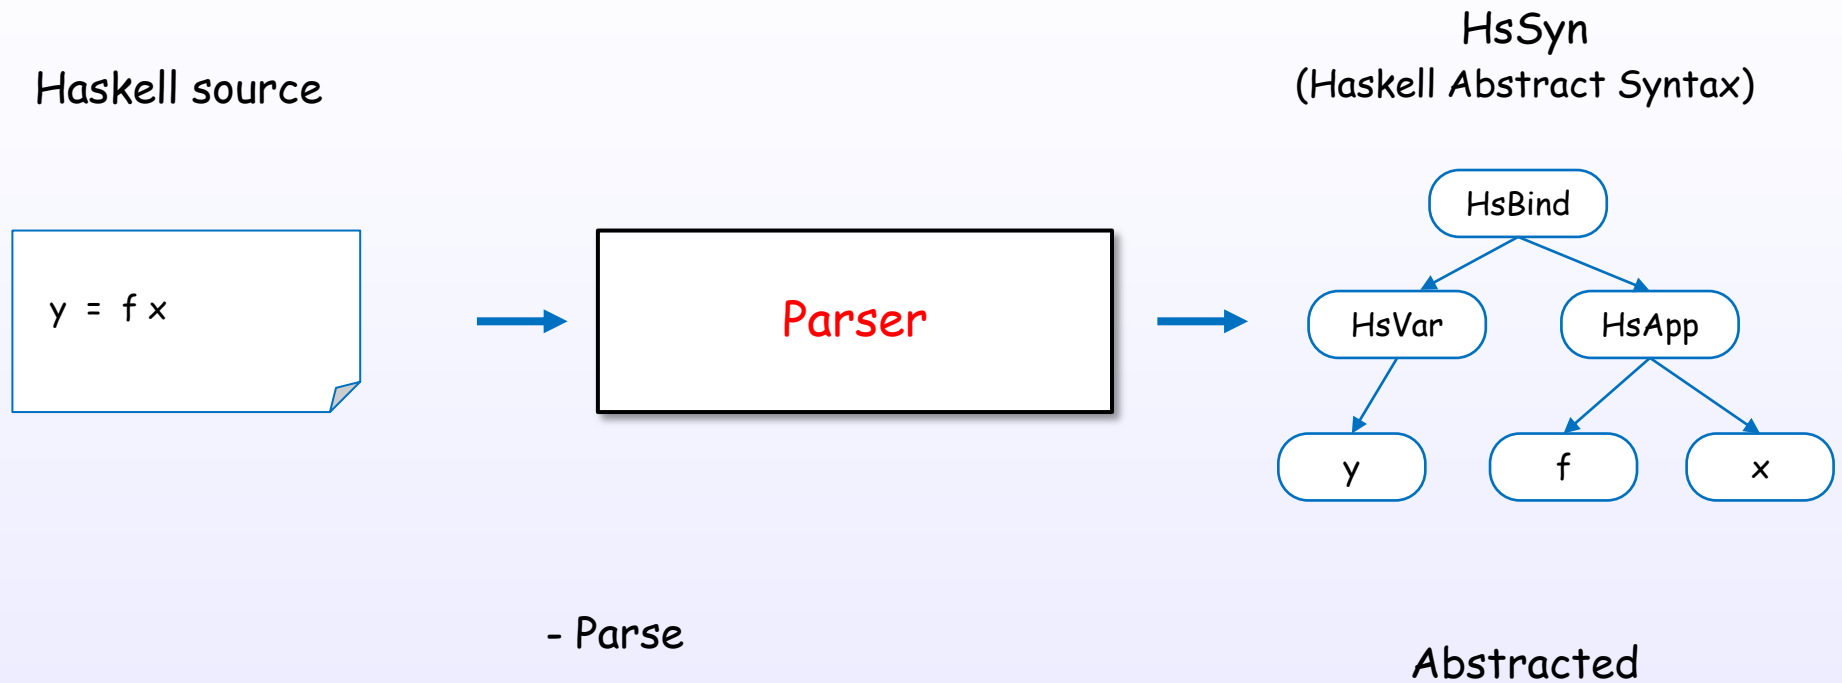 Haskell source
HsSyn
(Haskell Abstract Syntax)
y = f x
Parser
HsBind
HsVar
HsApp
y
f
x
- Parse
Abstracted